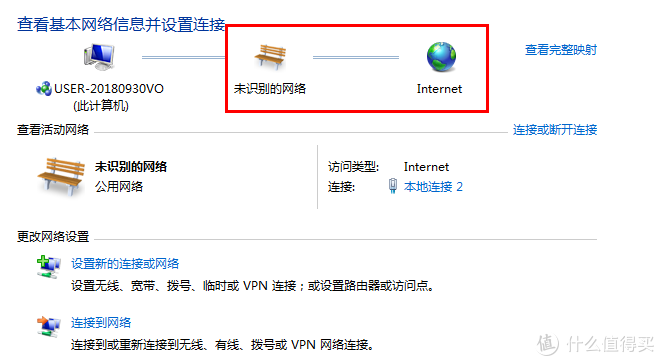 查看基本网络信息并设置连接
查看完整映射
USER-20180930VO
(此计算机)
未识别的网络
Internet
查看活动网络
连接或断开连接
未识别的网络
公用网络
访问类型: Internet
连接: 本地连接 2
更改网络设置
设置新的连接或网络
设置无线、宽带、拨号、临时或 VPN 连接；或设置路由器或访问点。
连接到网络
连接到或重新连接到无线、有线、拨号或 VPN 网络连接。
值 什么值得买